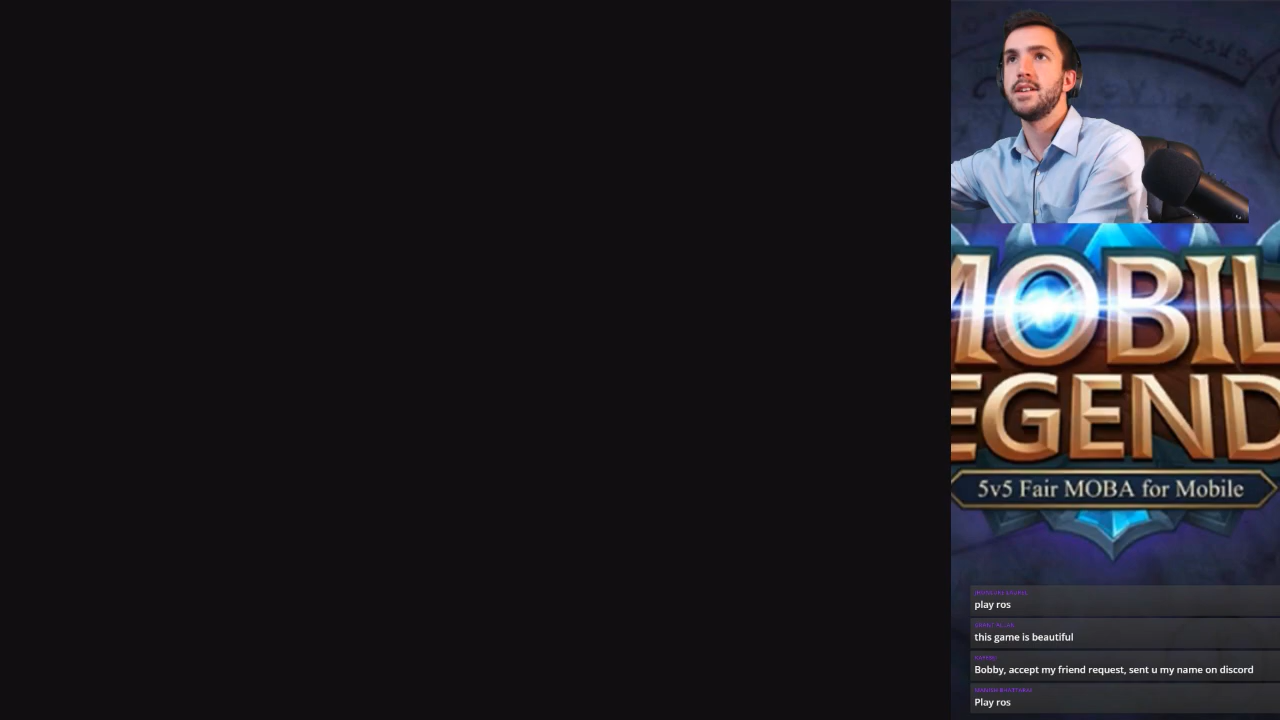 MOBIL
EGEND
5v5 Fair MOBA for Mobile
play ros
this game is beautiful
Bobby, accept my friend request, sent u my name on discord
Play ros